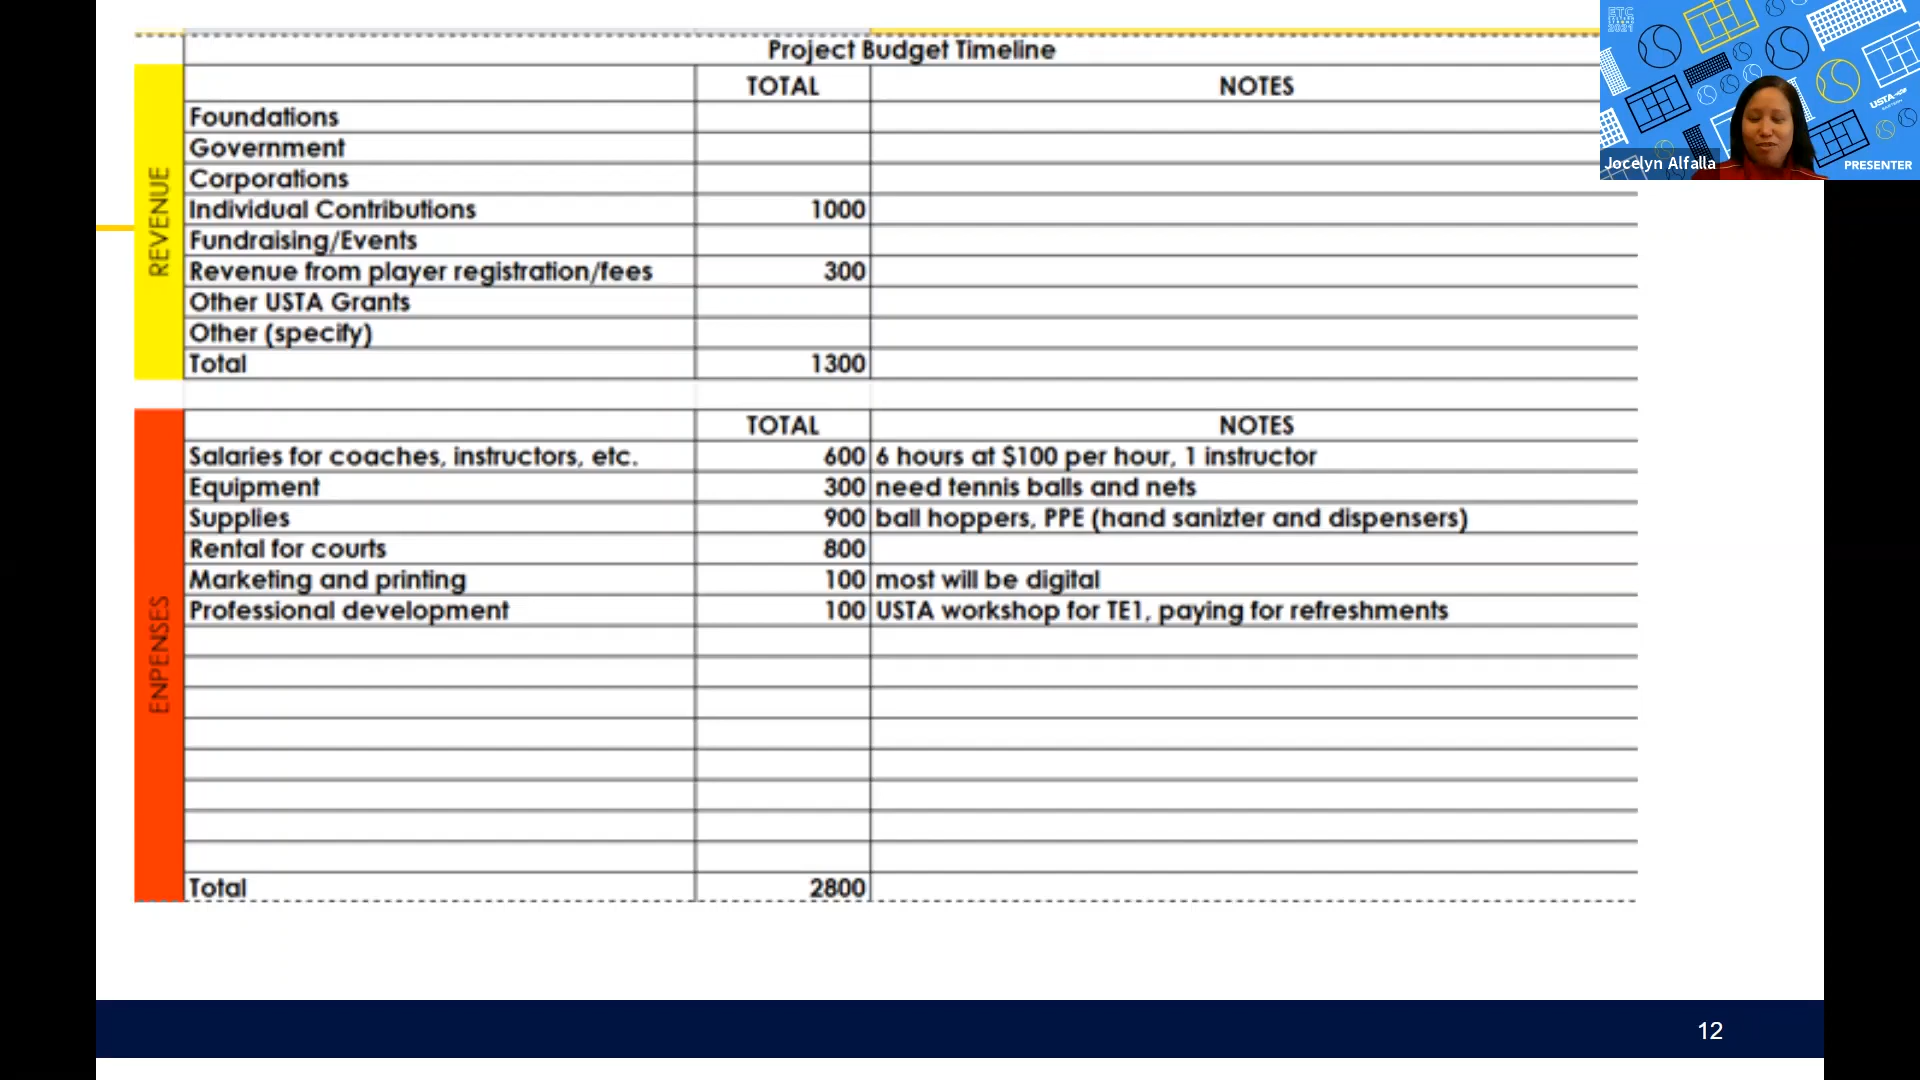 Project Budget Timeline
TOTAL NOTES
REVENUE
Foundations
Government
Corporations
Individual Contributions 1000
Fundraising/Events
Revenue from player registration/fees 300
Other USTA Grants
Other (specify)
Total 1300
TOTAL NOTES
ENPENSES
Salaries for coaches, instructors, etc. 600 6 hours at $100 per hour, 1 instructor
Equipment 300 need tennis balls and nets
Supplies 900 ball hoppers, PPE (hand sanizter and dispensers)
Rental for courts 800
Marketing and printing 100 most will be digital
Professional development 100 USTA workshop for TE1, paying for refreshments
Total 2800
12
ETC
2021
USTA
Jocelyn Alfalla
PRESENTER